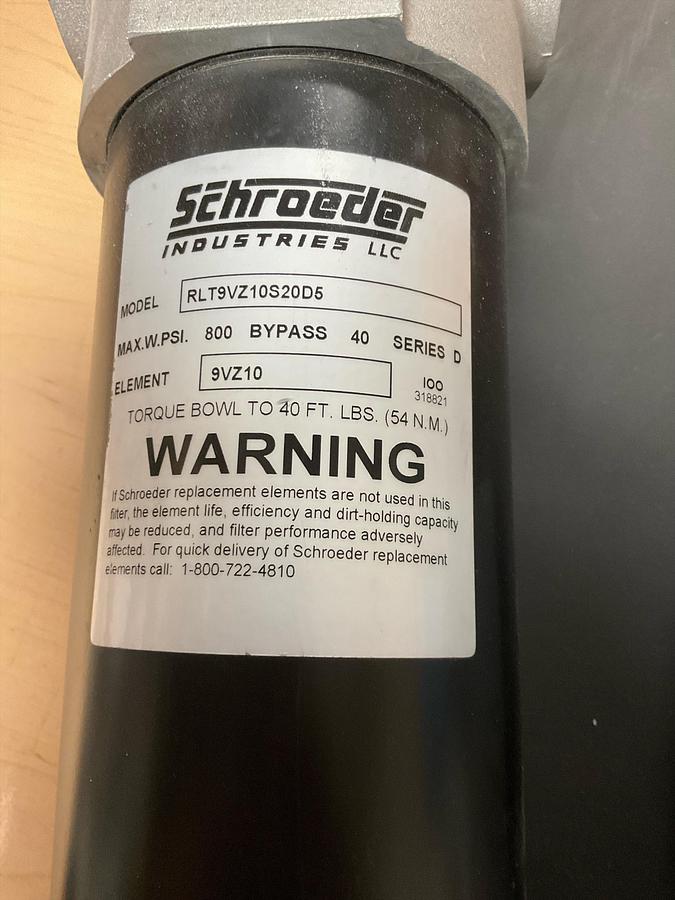 Schroeder
INDUSTRIES LLC
MODEL RLT9VZ10S20D5
MAX.W.PSI. 800 BYPASS 40 SERIES D
ELEMENT 9VZ10 IOO
318821
TORQUE BOWL TO 40 FT. LBS. (54 N.M.)
WARNING
If Schroeder replacement elements are not used in this
filter, the element life, efficiency and dirt-holding capacity
may be reduced, and filter performance adversely
affected. For quick delivery of Schroeder replacement
elements call: 1-800-722-4810